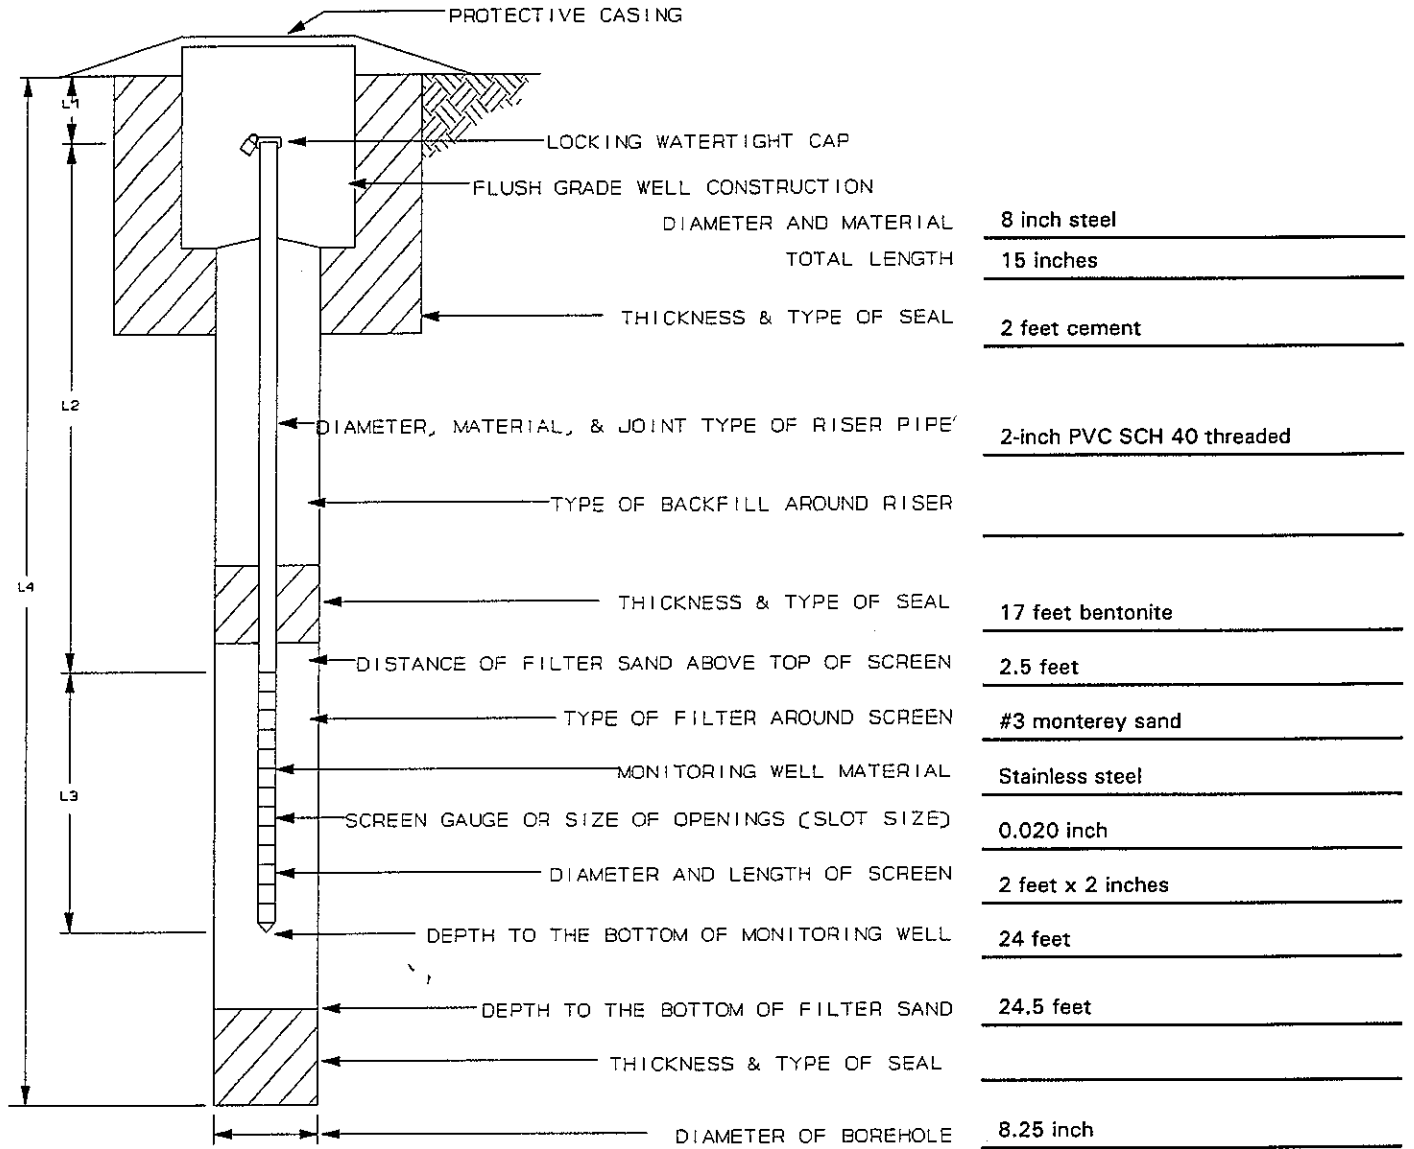 PROTECTIVE CASING
L1
LOCKING WATERTIGHT CAP
FLUSH GRADE WELL CONSTRUCTION
DIAMETER AND MATERIAL 8 inch steel
TOTAL LENGTH 15 inches
THICKNESS & TYPE OF SEAL 2 feet cement
L2
DIAMETER, MATERIAL, & JOINT TYPE OF RISER PIPE 2-inch PVC SCH 40 threaded
TYPE OF BACKFILL AROUND RISER
L4
THICKNESS & TYPE OF SEAL 17 feet bentonite
DISTANCE OF FILTER SAND ABOVE TOP OF SCREEN 2.5 feet
TYPE OF FILTER AROUND SCREEN #3 monterey sand
MONITORING WELL MATERIAL Stainless steel
L3
SCREEN GAUGE OR SIZE OF OPENINGS (SLOT SIZE) 0.020 inch
DIAMETER AND LENGTH OF SCREEN 2 feet x 2 inches
DEPTH TO THE BOTTOM OF MONITORING WELL 24 feet
DEPTH TO THE BOTTOM OF FILTER SAND 24.5 feet
THICKNESS & TYPE OF SEAL
DIAMETER OF BOREHOLE 8.25 inch